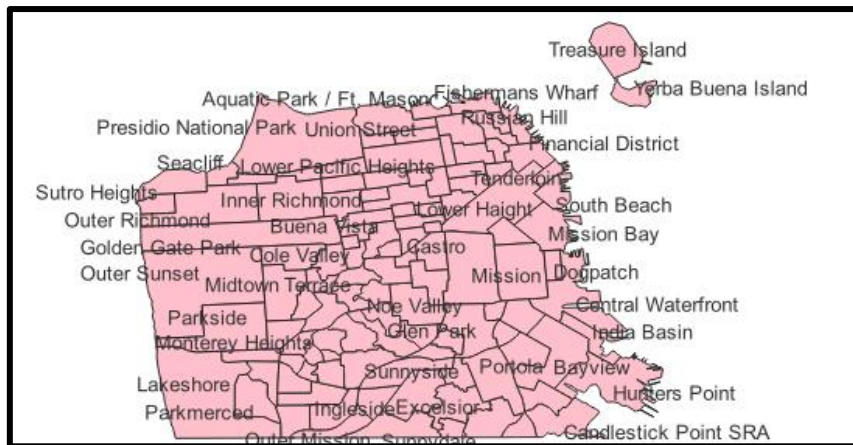 Treasure Island
Yerba Buena Island
Aquatic Park / Ft. Mason
Fishermans Wharf
Presidio National Park
Union Street
Russian Hill
Financial District
Seacliff
Lower Pacific Heights
Tenderloin
Sutro Heights
Inner Richmond
Lower Haight
South Beach
Outer Richmond
Buena Vista
Mission Bay
Golden Gate Park
Cole Valley
Castro
Outer Sunset
Midtown Terrace
Mission
Dogpatch
Noe Valley
Central Waterfront
Parkside
Glen Park
India Basin
Monterey Heights
Sunnyside
Portola
Bayview
Lakeshore
Hunters Point
Parkmerced
Ingleside
Excelsior
Candlestick Point SRA
Outer Mission
Sunnydale